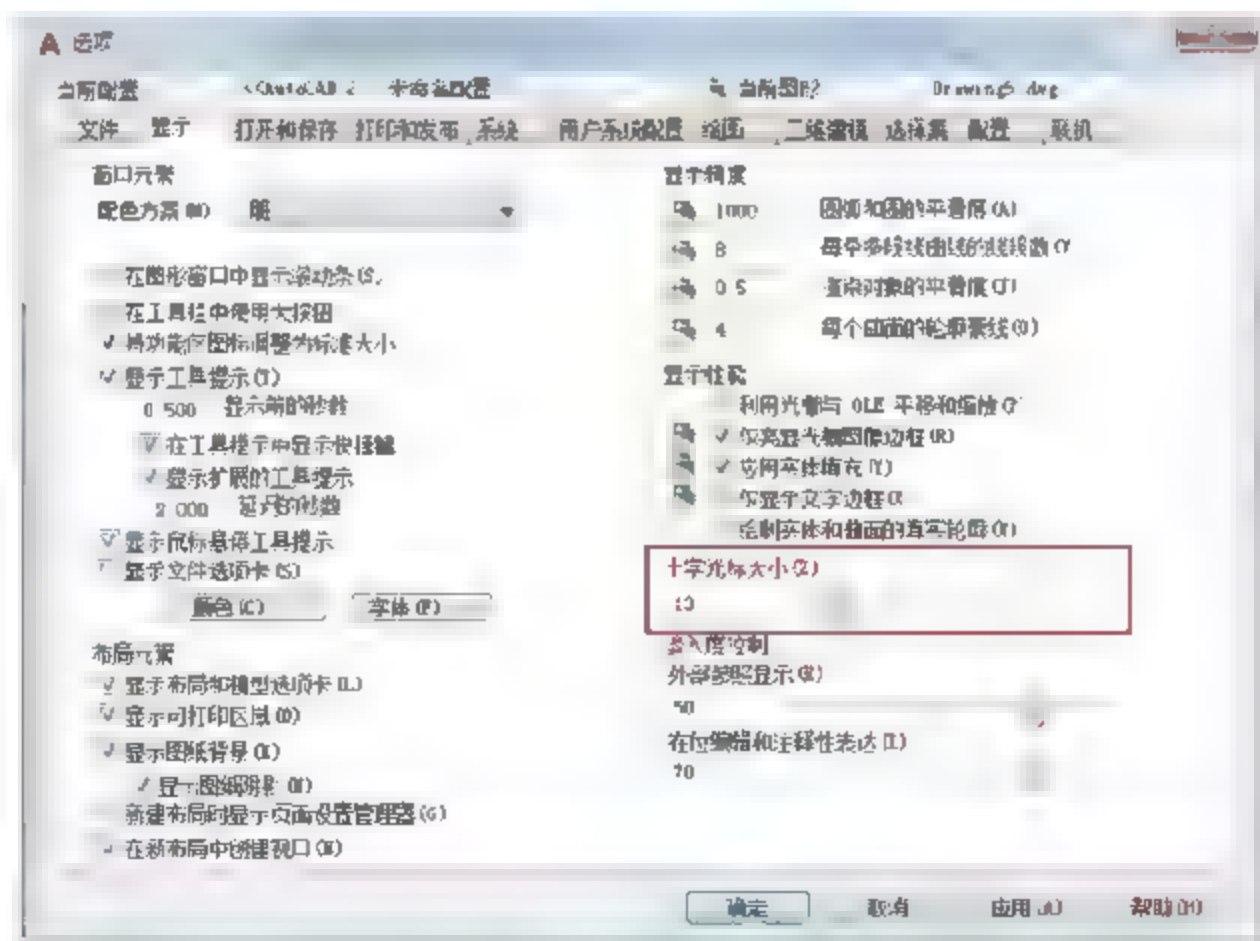 选项
当前配置 未命名配置 当前图形 Drawing5.dwg
文件 显示 打开和保存 打印和发布 系统 用户系统配置 绘图 三维建模 选择集 配置 联机
窗口元素
配色方案(M) 暗
在图形窗口中显示滚动条(S)
在工具栏中使用大按钮
将功能区图标调整为标准大小
显示工具提示(T)
0.500 显示前的秒数
在工具提示中显示快捷键
显示扩展的工具提示
2.000 延迟的秒数
显示鼠标悬停工具提示
显示文件选项卡(S)
颜色(C) 字体(F)
布局元素
显示布局和模型选项卡(L)
显示可打印区域(B)
显示图纸背景(K)
显示图纸阴影
新建布局时显示页面设置管理器(G)
在新布局中创建视口(N)
显示精度
1000 圆弧和圆的平滑度(A)
8 每条多段线曲线的线段数(V)
0.5 渲染对象的平滑度(J)
4 每个曲面的轮廓素线(O)
显示性能
利用光栅与 OLE 平移和缩放(P)
仅亮显光栅图像边框(R)
应用实体填充(Y)
仅显示文字边框(X)
绘制实体和曲面的真实轮廓(W)
十字光标大小(Z)
淡入度控制
外部参照显示(E)
50
在位编辑和注释性表达(I)
70
确定 取消 应用(A) 帮助(H)